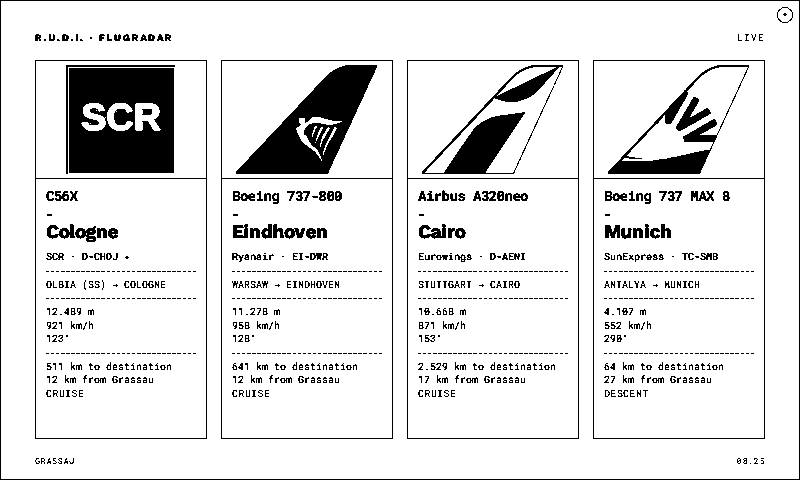 R.U.D.I. · FLUGRADAR
LIVE
SCR
C56X
-
Cologne
SCR · D-CHOJ
OLBIA (SS) → COLOGNE
12.489 m
921 km/h
123°
511 km to destination
12 km from Grassau
CRUISE
Boeing 737-800
-
Eindhoven
Ryanair · EI-DWR
WARSAW → EINDHOVEN
11.278 m
958 km/h
128°
641 km to destination
12 km from Grassau
CRUISE
Airbus A320neo
-
Cairo
Eurowings · D-AENI
STUTTGART → CAIRO
10.668 m
871 km/h
153°
2.529 km to destination
17 km from Grassau
CRUISE
Boeing 737 MAX 8
-
Munich
SunExpress · TC-SMB
ANTALYA → MUNICH
4.107 m
552 km/h
290°
64 km to destination
27 km from Grassau
DESCENT
GRASSAU
08.25